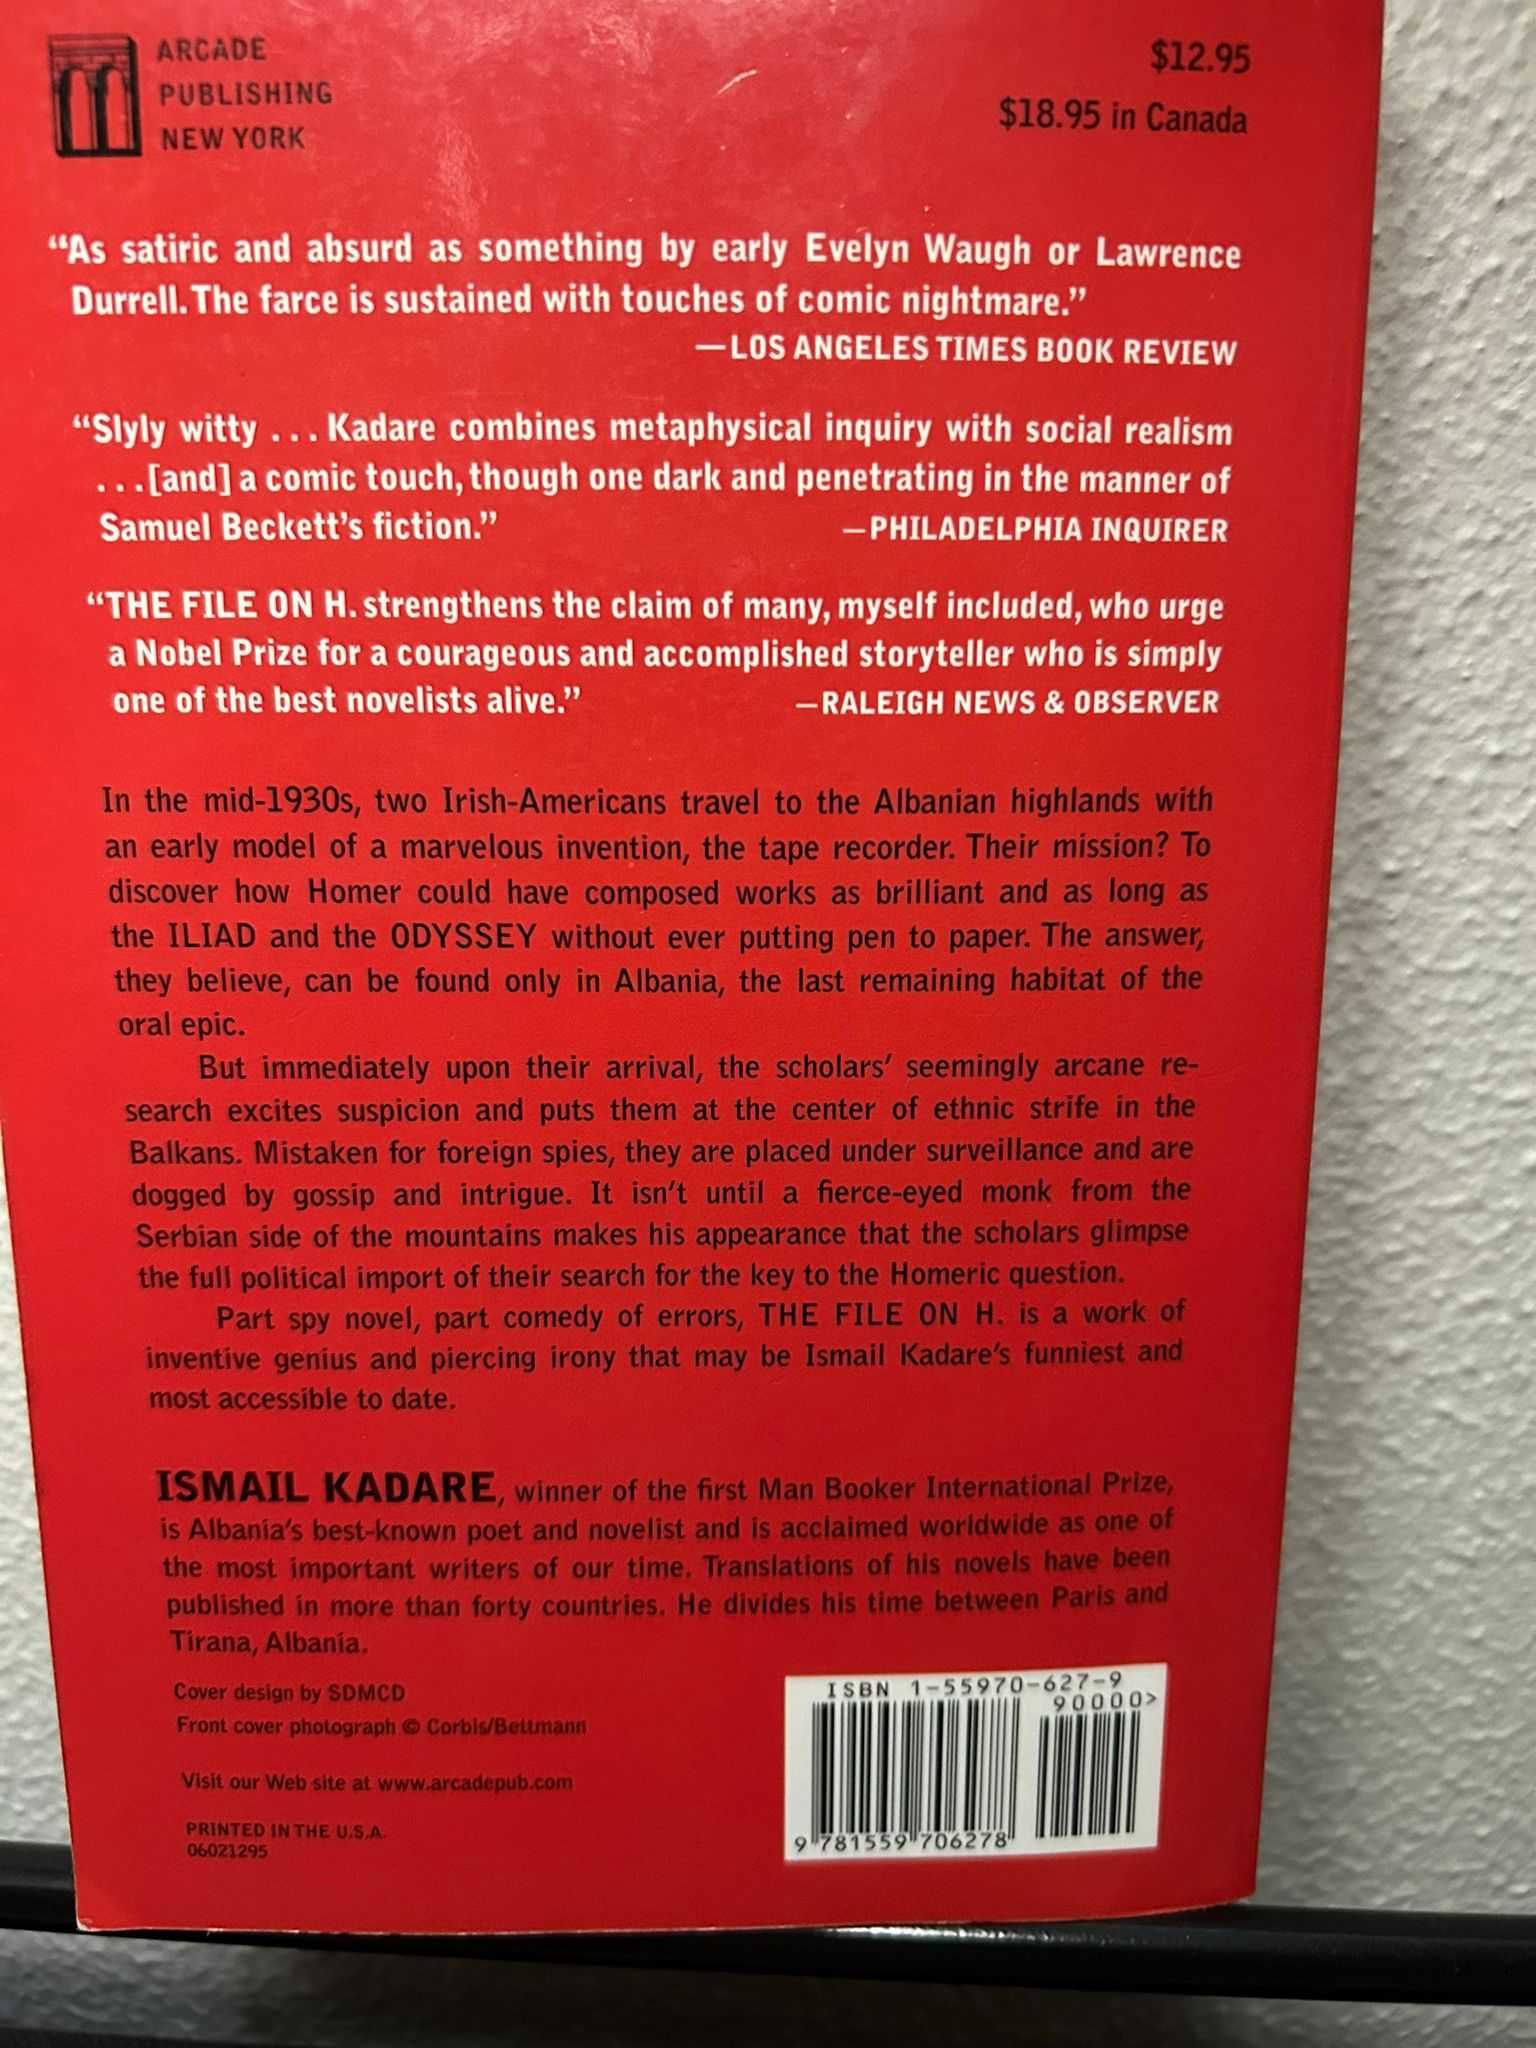 ARCADE
PUBLISHING
NEW YORK
$12.95
$18.95 in Canada
“As satiric and absurd as something by early Evelyn Waugh or Lawrence
Durrell. The farce is sustained with touches of comic nightmare.”
—LOS ANGELES TIMES BOOK REVIEW
“Slyly witty . . . Kadare combines metaphysical inquiry with social realism
. . . [and] a comic touch, though one dark and penetrating in the manner of
Samuel Beckett’s fiction.” —PHILADELPHIA INQUIRER
“THE FILE ON H. strengthens the claim of many, myself included, who urge
a Nobel Prize for a courageous and accomplished storyteller who is simply
one of the best novelists alive.” —RALEIGH NEWS & OBSERVER
In the mid-1930s, two Irish-Americans travel to the Albanian highlands with
an early model of a marvelous invention, the tape recorder. Their mission? To
discover how Homer could have composed works as brilliant and as long as
the ILIAD and the ODYSSEY without ever putting pen to paper. The answer,
they believe, can be found only in Albania, the last remaining habitat of the
oral epic.
But immediately upon their arrival, the scholars’ seemingly arcane re-
search excites suspicion and puts them at the center of ethnic strife in the
Balkans. Mistaken for foreign spies, they are placed under surveillance and are
dogged by gossip and intrigue. It isn’t until a fierce-eyed monk from the
Serbian side of the mountains makes his appearance that the scholars glimpse
the full political import of their search for the key to the Homeric question.
Part spy novel, part comedy of errors, THE FILE ON H. is a work of
inventive genius and piercing irony that may be Ismail Kadare’s funniest and
most accessible to date.
ISMAIL KADARE, winner of the first Man Booker International Prize,
is Albania’s best-known poet and novelist and is acclaimed worldwide as one of
the most important writers of our time. Translations of his novels have been
published in more than forty countries. He divides his time between Paris and
Tirana, Albania.
Cover design by SDMCD
Front cover photograph © Corbis/Bettmann
Visit our Web site at www.arcadepub.com
PRINTED IN THE U.S.A.
06021295
ISBN 1-55970-627-9
90000>
9 781559 706278